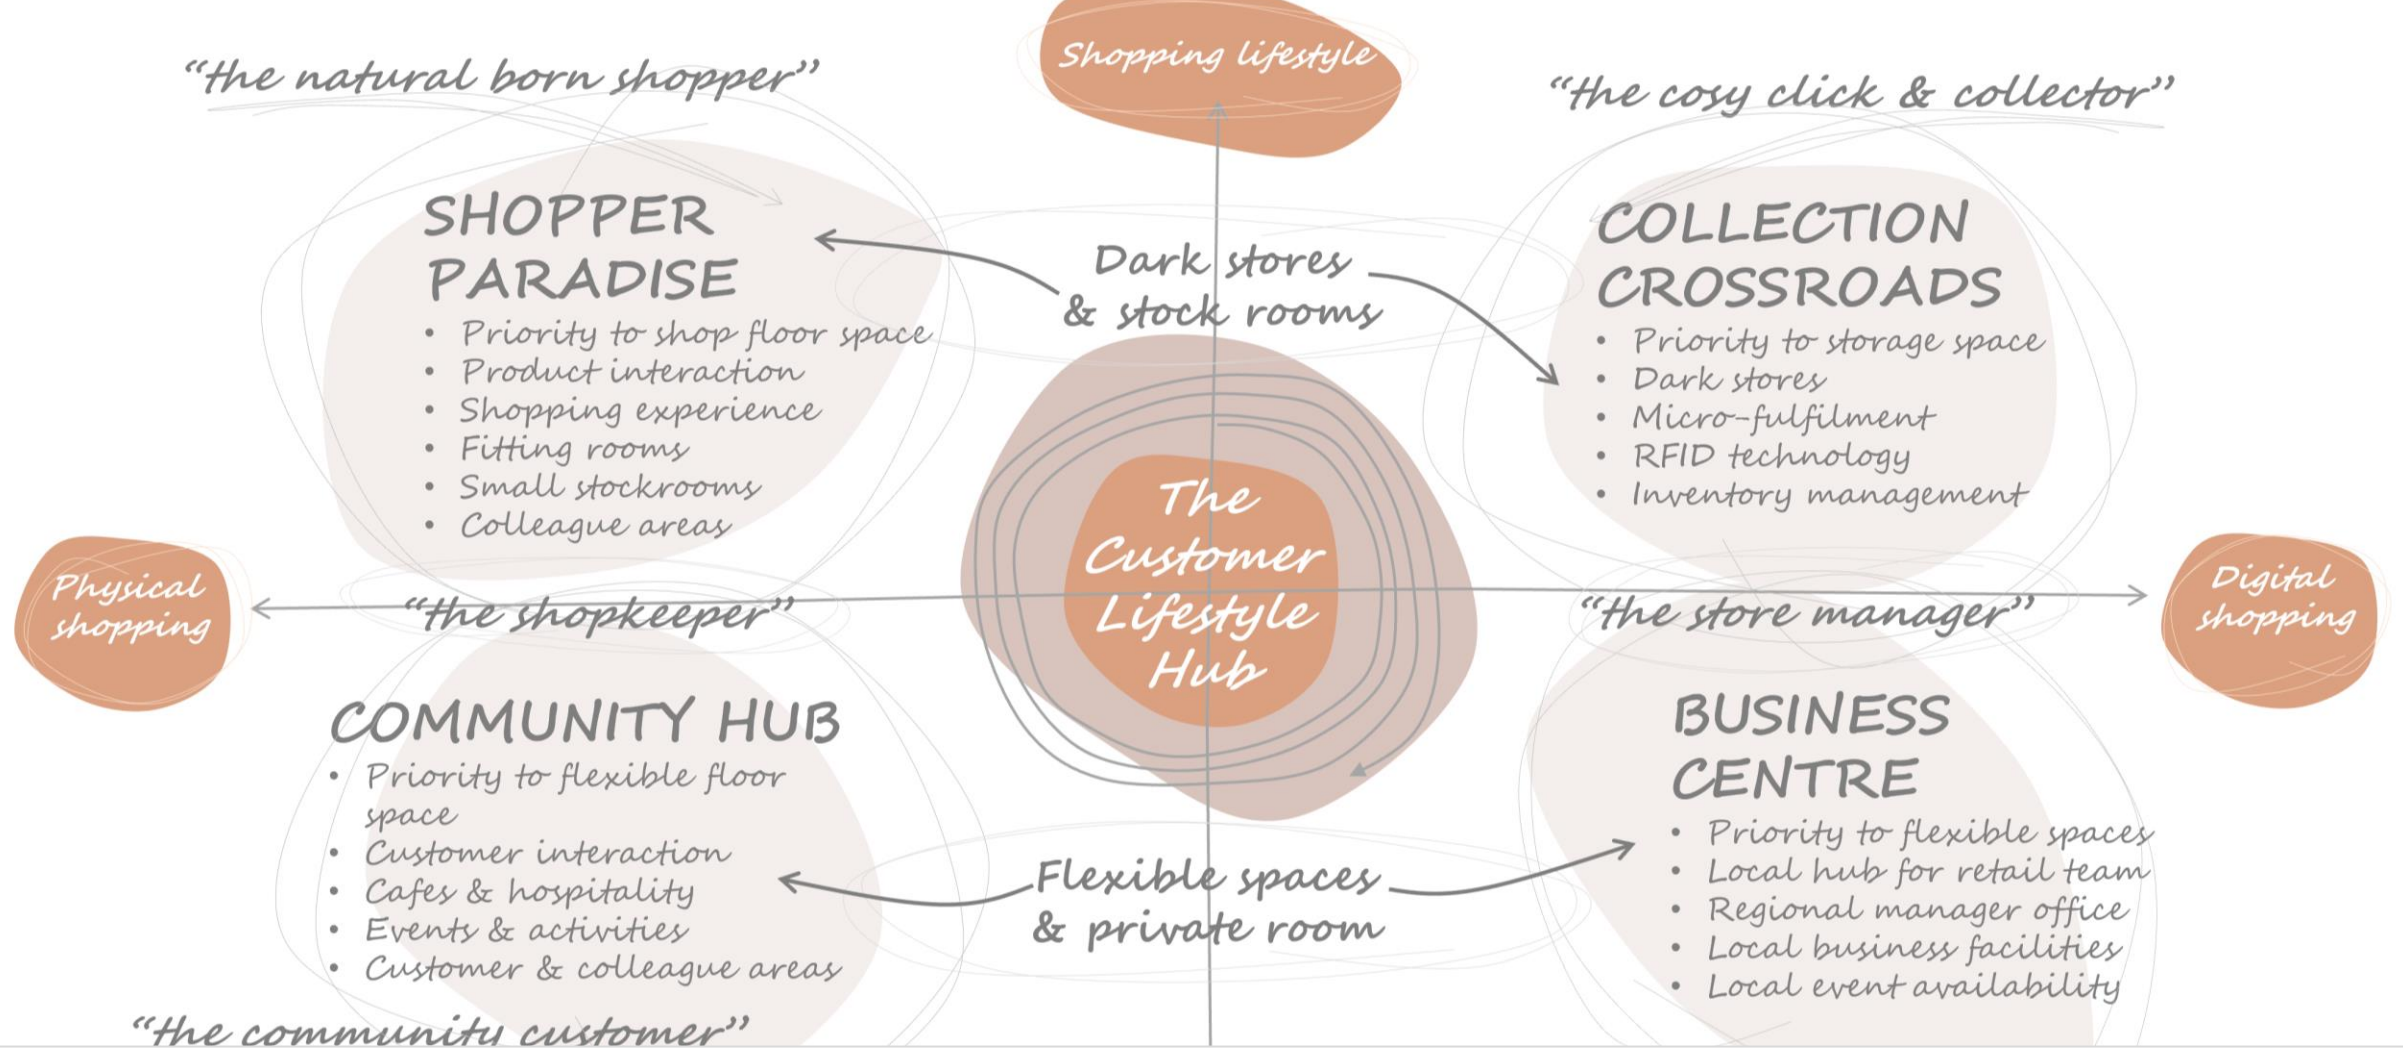 Shopping lifestyle
“the natural born shopper”
“the cosy click & collector”
SHOPPER
PARADISE
• Priority to shop floor space
• Product interaction
• Shopping experience
• Fitting rooms
• Small stockrooms
• Colleague areas
Dark stores
& stock rooms
COLLECTION
CROSSROADS
• Priority to storage space
• Dark stores
• Micro-fulfilment
• RFID technology
• Inventory management
Physical
shopping
The
Customer
Lifestyle
Hub
Digital
shopping
“the shopkeeper”
“the store manager”
COMMUNITY HUB
• Priority to flexible floor
space
• Customer interaction
• Cafes & hospitality
• Events & activities
• Customer & colleague areas
Flexible spaces
& private room
BUSINESS
CENTRE
• Priority to flexible spaces
• Local hub for retail team
• Regional manager office
• Local business facilities
• Local event availability
“the community customer”